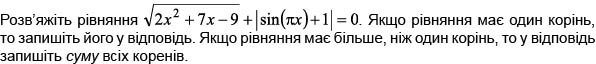 Розв’яжіть рівняння √(2x² + 7x − 9) + |sin(πx) + 1| = 0. Якщо рівняння має один корінь,
то запишіть його у відповідь. Якщо рівняння має більше, ніж один корінь, то у відповідь
запишіть суму всіх коренів.